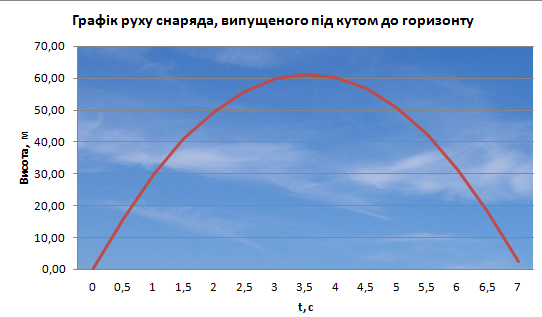 Графік руху снаряда, випущеного під кутом до горизонту
70,00
60,00
50,00
40,00
30,00
20,00
10,00
0,00
Висота, м
0 0,5 1 1,5 2 2,5 3 3,5 4 4,5 5 5,5 6 6,5 7
t, c